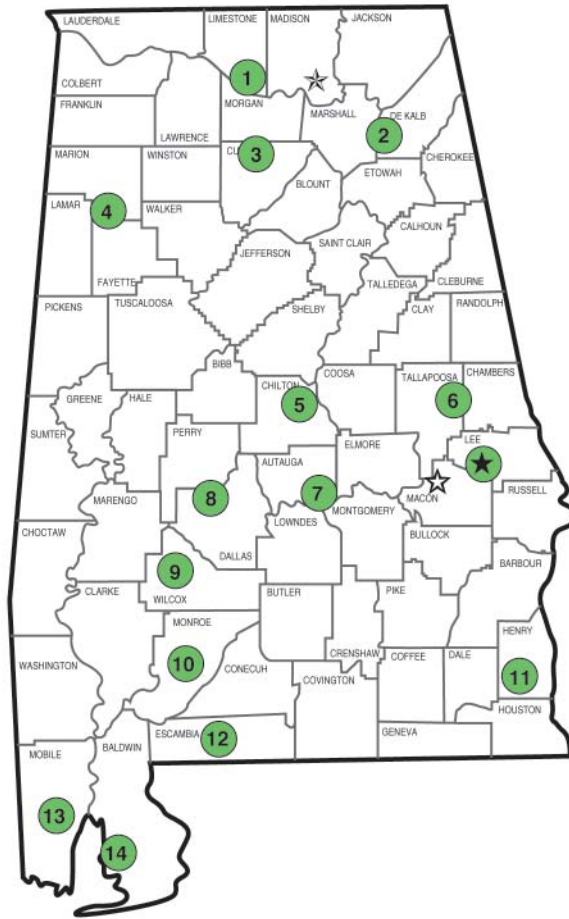 LAUDERDALE
LIMESTONE
MADISON
JACKSON
COLBERT
1
FRANKLIN
MORGAN
MARSHALL
2
DE KALB
LAWRENCE
3
CU
MARION
WINSTON
CHEROKEE
ETOWAH
BLOUNT
LAMAR
4
WALKER
CALHOUN
SAINT CLAIR
JEFFERSON
FAYETTE
TALLEDEGA
CLEBURNE
PICKENS
TUSCALOOSA
SHELBY
CLAY
RANDOLPH
BIBB
COOSA
TALLAPOOSA
CHAMBERS
CHILTON
GREENE
HALE
5
6
SUMTER
PERRY
ELMORE
LEE
AUTAUGA
MARENGO
8
7
MACON
RUSSELL
MONTGOMERY
LOWNDES
CHOCTAW
BULLOCK
DALLAS
BARBOUR
9
CLARKE
WILCOX
BUTLER
PIKE
MONROE
HENRY
WASHINGTON
10
CONECUH
CRENSHAW
COFFEE
DALE
11
COVINGTON
HOUSTON
ESCAMBIA
12
GENEVA
MOBILE
BALDWIN
13
14